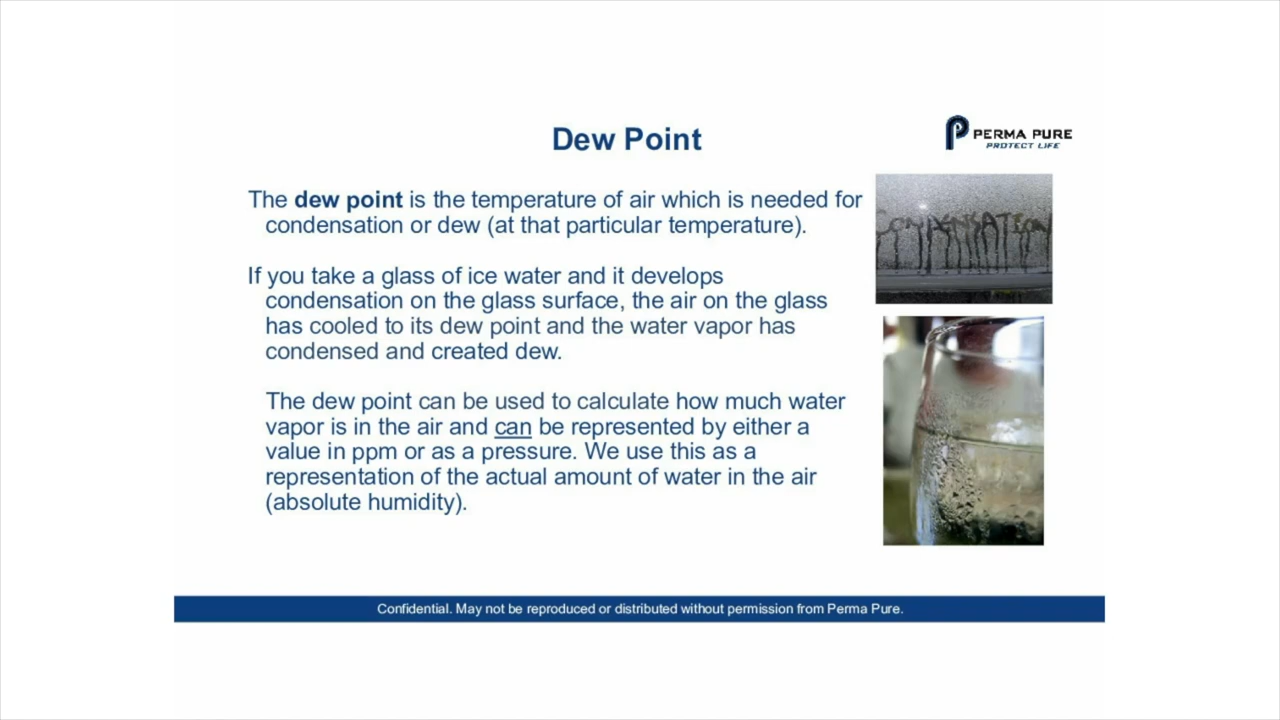 Dew Point
PERMA PURE
PROTECT LIFE
The dew point is the temperature of air which is needed for
condensation or dew (at that particular temperature).
CONDENSATION
If you take a glass of ice water and it develops
condensation on the glass surface, the air on the glass
has cooled to its dew point and the water vapor has
condensed and created dew.
The dew point can be used to calculate how much water
vapor is in the air and can be represented by either a
value in ppm or as a pressure. We use this as a
representation of the actual amount of water in the air
(absolute humidity).
Confidential. May not be reproduced or distributed without permission from Perma Pure.